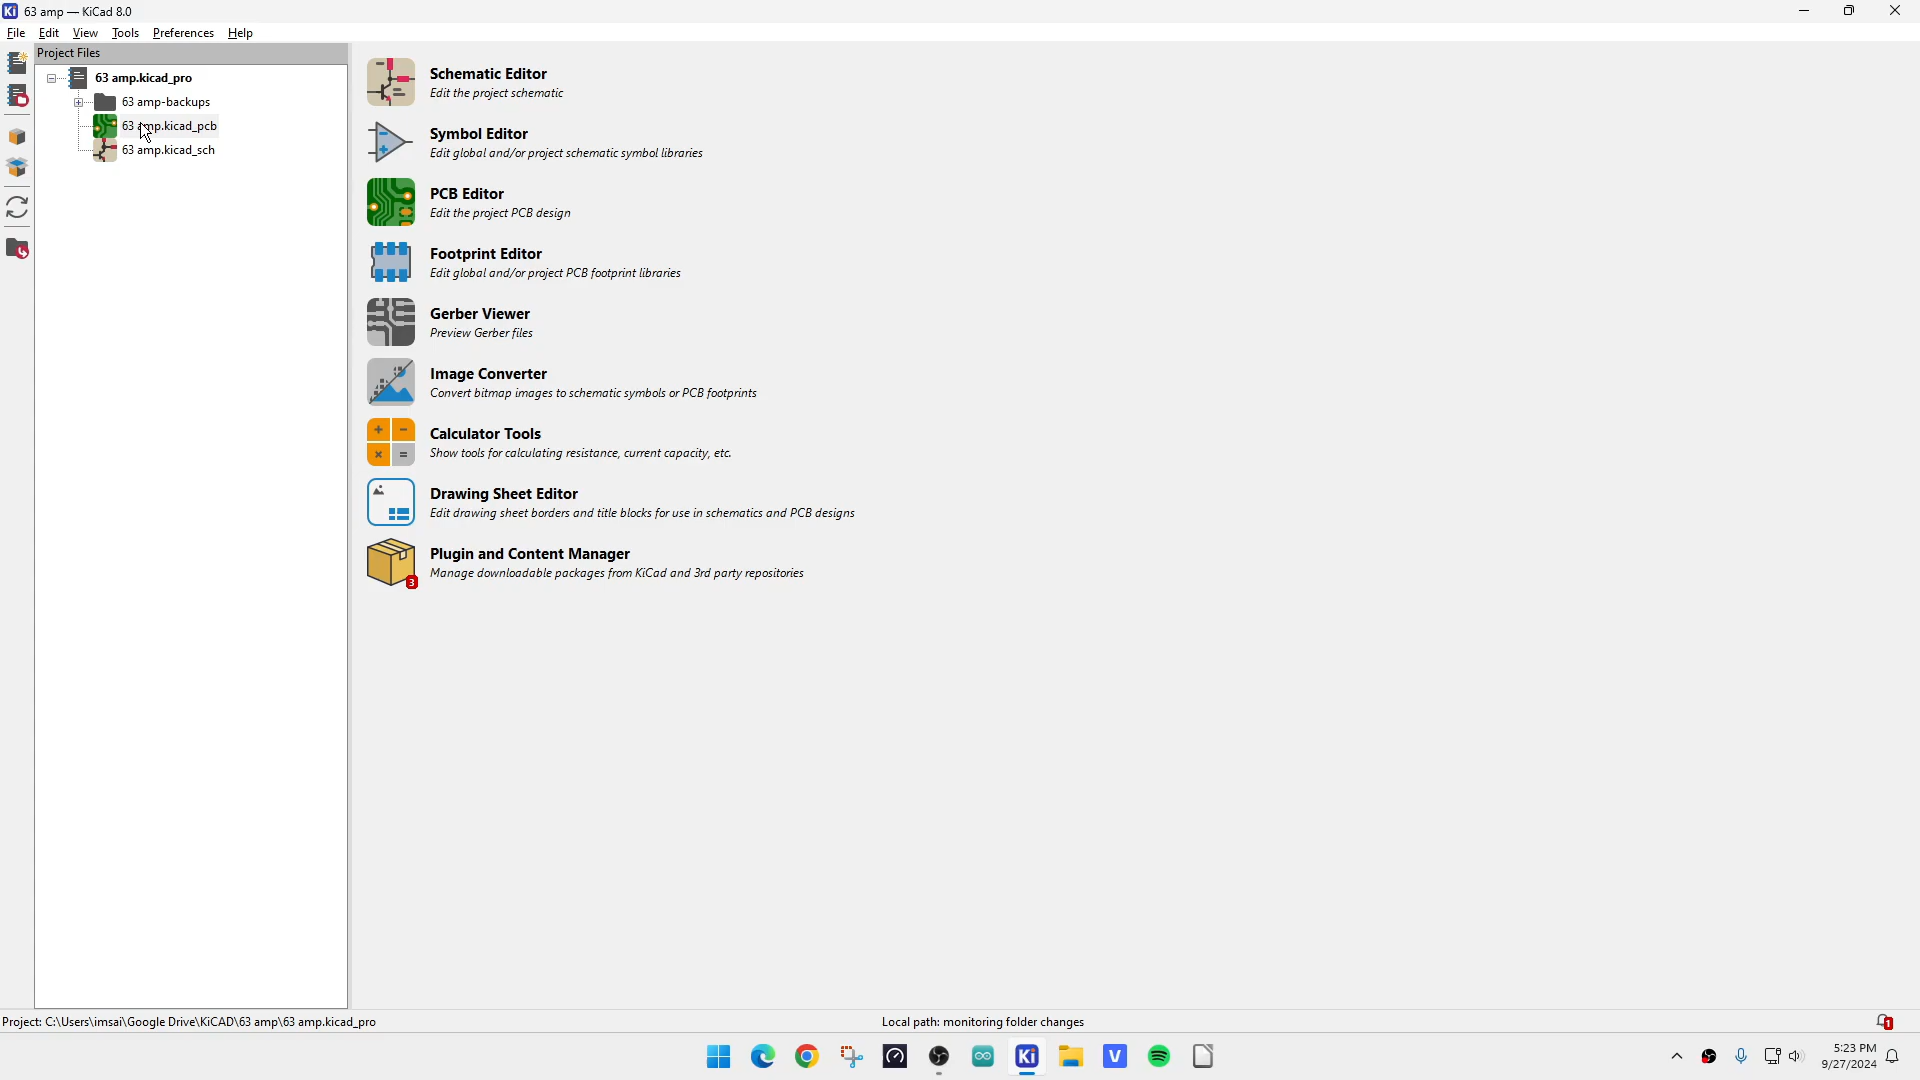 Ki 63 amp — KiCad 8.0
File Edit View Tools Preferences Help
Project Files
63 amp.kicad_pro
63 amp-backups
63 amp.kicad_pcb
63 amp.kicad_sch
Schematic Editor
Edit the project schematic
Symbol Editor
Edit global and/or project schematic symbol libraries
PCB Editor
Edit the project PCB design
Footprint Editor
Edit global and/or project PCB footprint libraries
Gerber Viewer
Preview Gerber files
Image Converter
Convert bitmap images to schematic symbols or PCB footprints
Calculator Tools
Show tools for calculating resistance, current capacity, etc.
Drawing Sheet Editor
Edit drawing sheet borders and title blocks for use in schematics and PCB designs
Plugin and Content Manager
Manage downloadable packages from KiCad and 3rd party repositories
3
Project: C:\Users\imsai\Google Drive\KiCAD\63 amp\63 amp.kicad_pro
Local path: monitoring folder changes
1
Ki
V
5:23 PM
9/27/2024